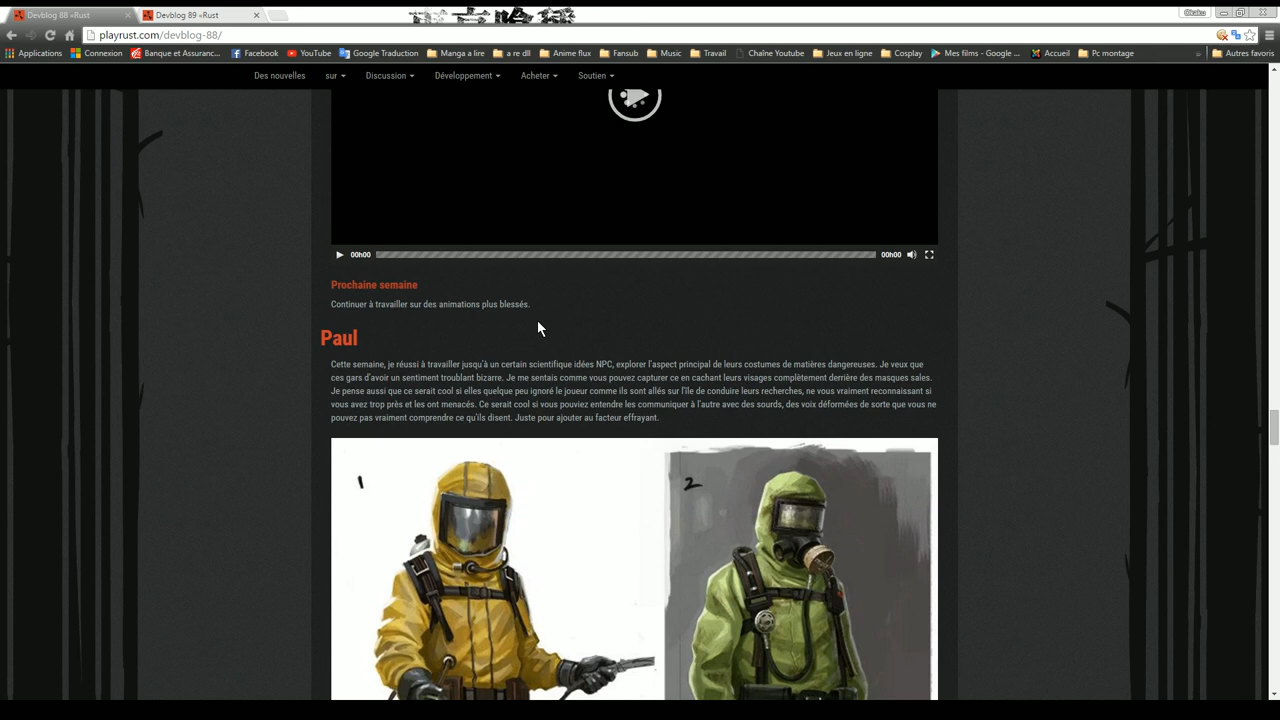 Devblog 88 «Rust
Devblog 89 «Rust
Okaku
playrust.com/devblog-88/
Applications Connexion Banque et Assuranc... Facebook YouTube Google Traduction Manga a lire a re dll Anime flux Fansub Music Travail Chaîne Youtube Jeux en ligne Cosplay Mes films - Google ... Accueil Pc montage » Autres favoris
Des nouvelles sur Discussion Développement Acheter Soutien
00h00 00h00
Prochaine semaine
Continuer à travailler sur des animations plus blessés.
Paul
Cette semaine, je réussi à travailler jusqu'à un certain scientifique idées NPC, explorer l'aspect principal de leurs costumes de matières dangereuses. Je veux que
ces gars d'avoir un sentiment troublant bizarre. Je me sentais comme vous pouvez capturer ce en cachant leurs visages complètement derrière des masques sales.
Je pense aussi que ce serait cool si elles quelque peu ignoré le joueur comme ils sont allés sur l'île de conduire leurs recherches, ne vous vraiment reconnaissant si
vous avez trop près et les ont menacés. Ce serait cool si vous pouviez entendre les communiquer à l'autre avec des sourds, des voix déformées de sorte que vous ne
pouvez pas vraiment comprendre ce qu'ils disent. Juste pour ajouter au facteur effrayant.
1 2